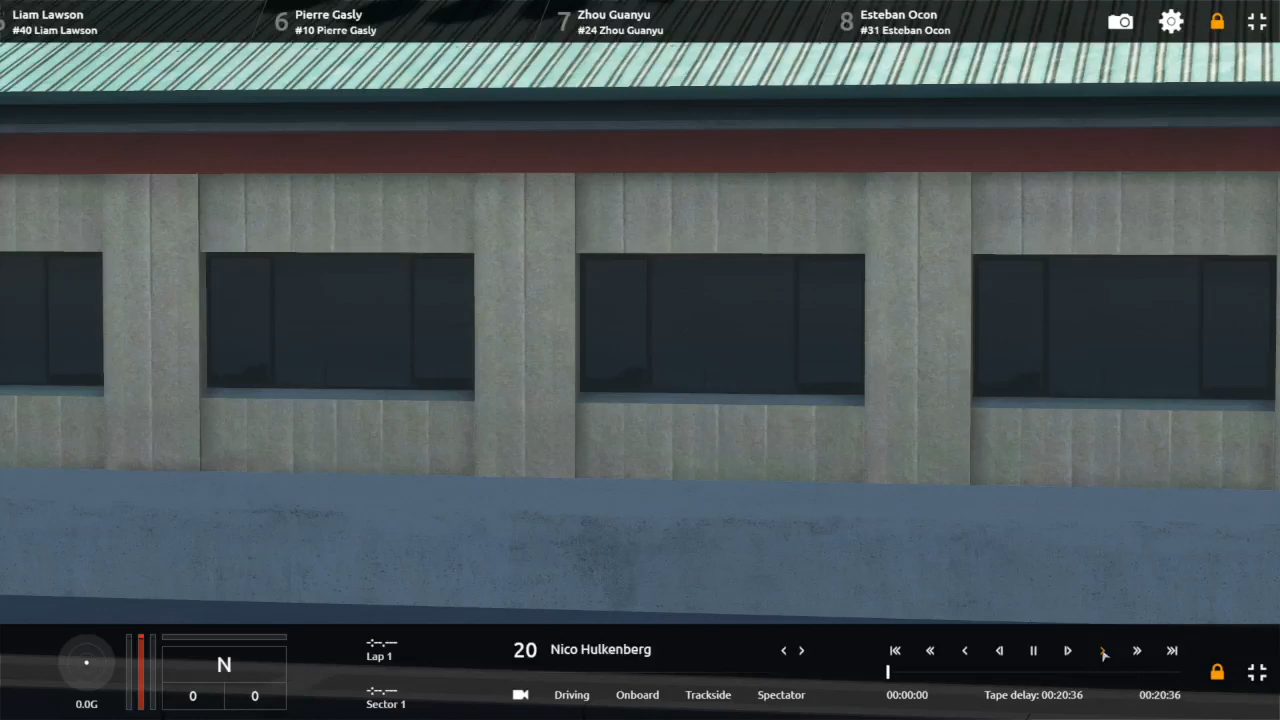 Liam Lawson
#40 Liam Lawson
6
Pierre Gasly
#10 Pierre Gasly
7
Zhou Guanyu
#24 Zhou Guanyu
8
Esteban Ocon
#31 Esteban Ocon
0.0G
N
0
0
-:--.---
Lap 1
-:--.---
Sector 1
20
Nico Hulkenberg
Driving
Onboard
Trackside
Spectator
00:00:00
Tape delay: 00:20:36
00:20:36